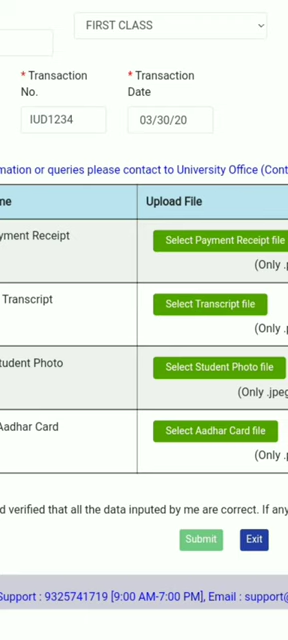 FIRST CLASS
* Transaction No.
* Transaction Date
IUD1234
03/30/20
mation or queries please contact to University Office (Cont
me
Upload File
yment Receipt
Select Payment Receipt file
(Only .
Transcript
Select Transcript file
(Only .
tudent Photo
Select Student Photo file
(Only .jpeg
Aadhar Card
Select Aadhar Card file
(Only .
d verified that all the data inputed by me are correct. If any
Submit
Exit
Support : 9325741719 [9:00 AM-7:00 PM], Email : support@